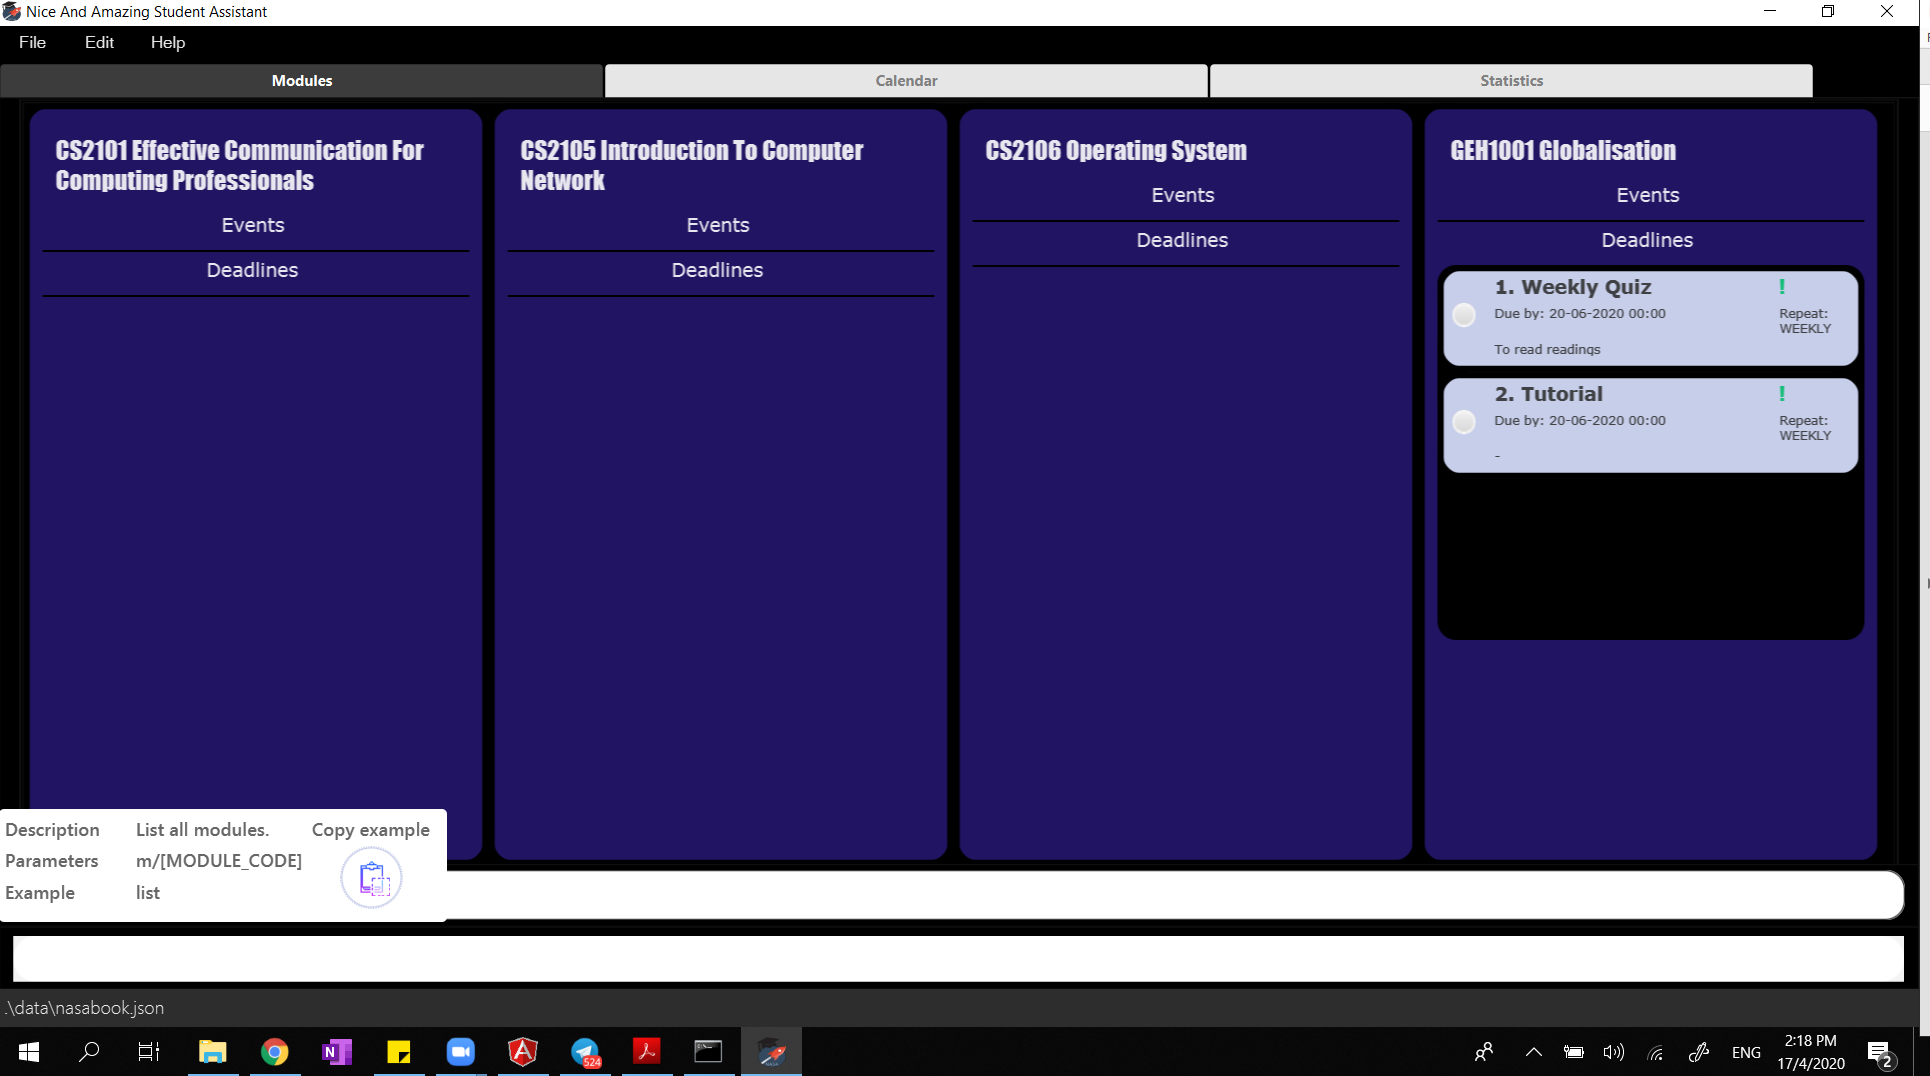 Nice And Amazing Student Assistant
File Edit Help
Modules Calendar Statistics
CS2101 Effective Communication For
Computing Professionals
Events
Deadlines
CS2105 Introduction To Computer
Network
Events
Deadlines
CS2106 Operating System
Events
Deadlines
GEH1001 Globalisation
Events
Deadlines
1. Weekly Quiz !
Due by: 20-06-2020 00:00
Repeat:
WEEKLY
To read readings
2. Tutorial !
Due by: 20-06-2020 00:00
Repeat:
WEEKLY
-
Description List all modules. Copy example
Parameters m/[MODULE_CODE]
Example list
.\data\nasabook.json
N
524
ENG
2:18 PM
17/4/2020
2